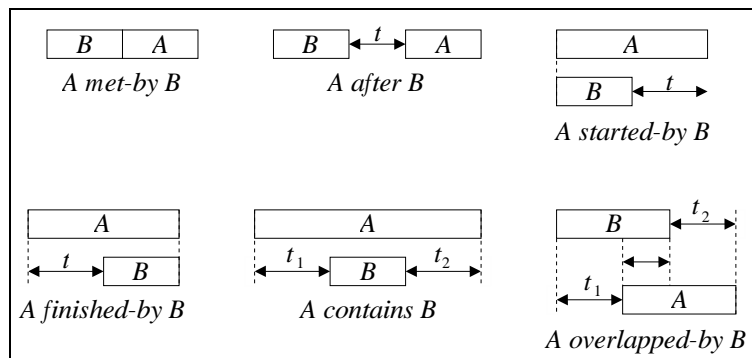 B A
A met-by B
B t A
A after B
A
B t
A started-by B
A
t B
A finished-by B
A
t1 B t2
A contains B
B t2
t1 A
A overlapped-by B